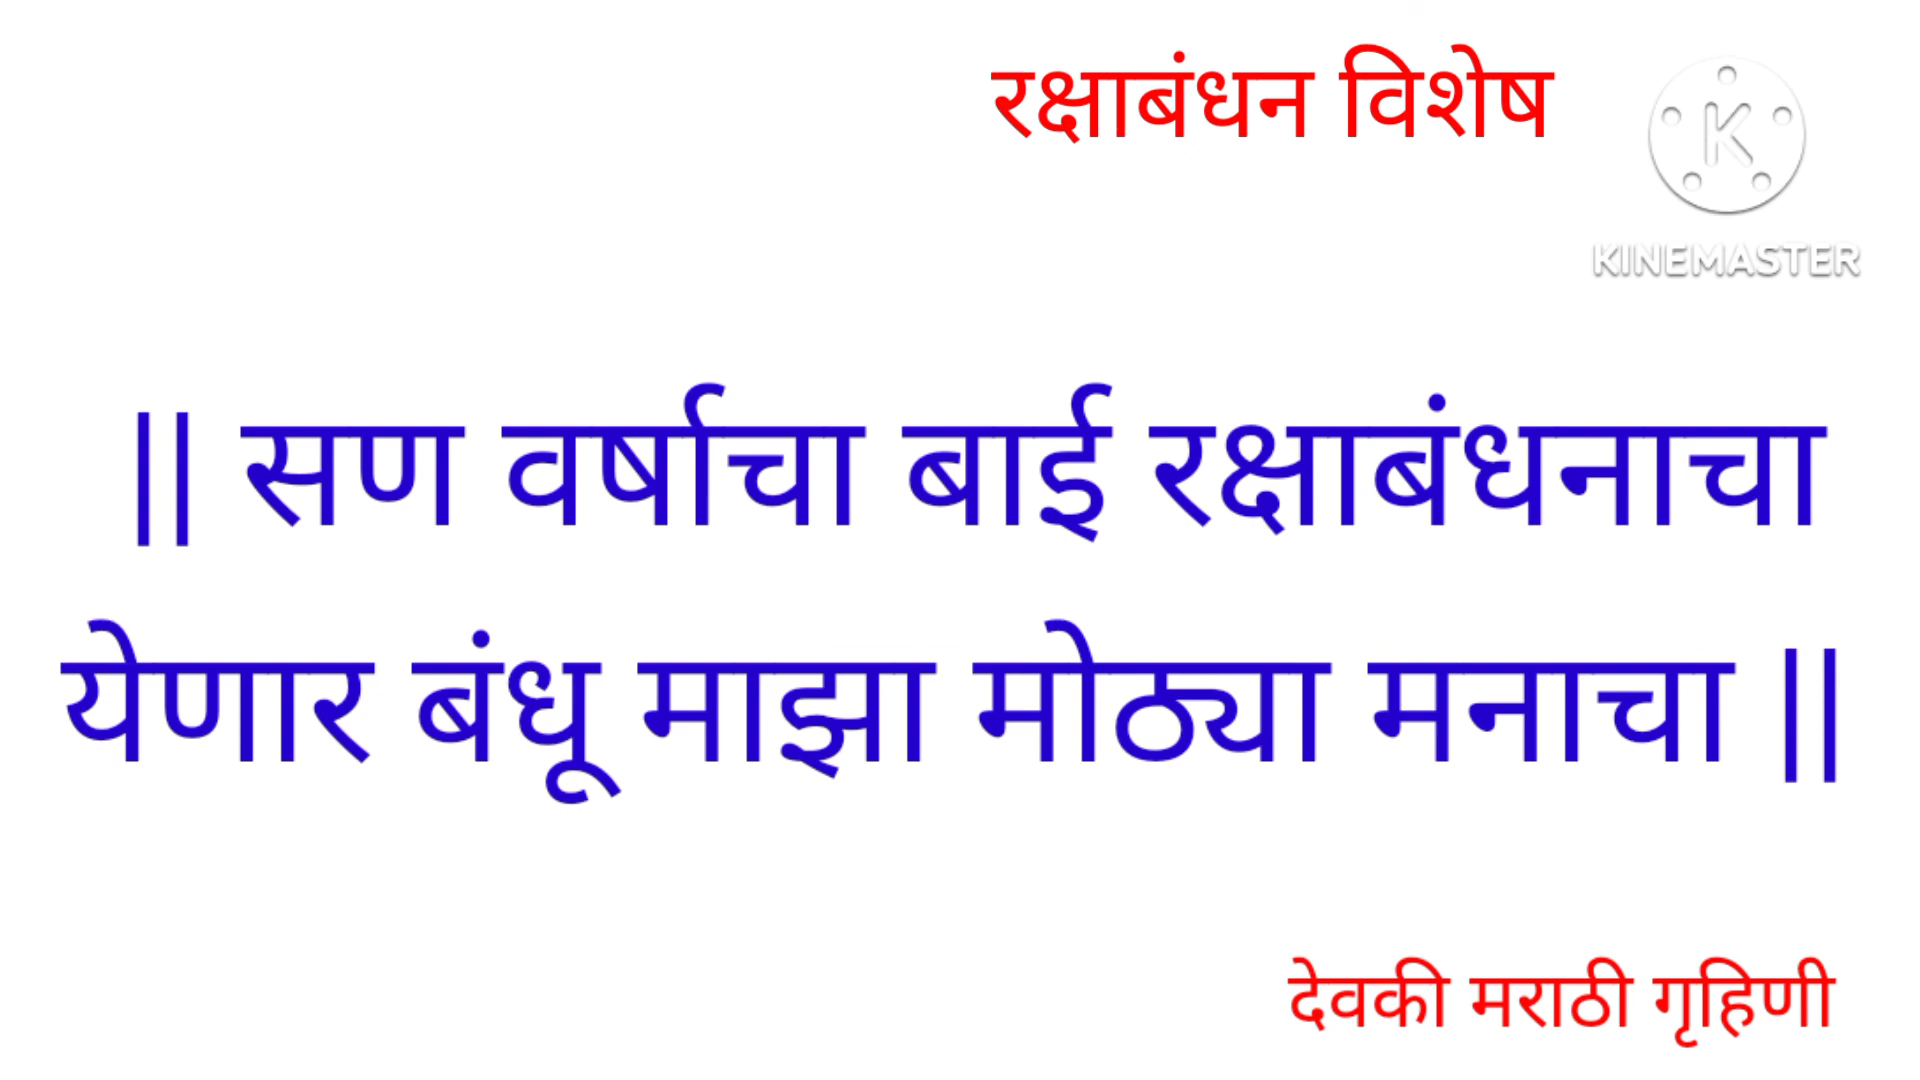 रक्षाबंधन विशेष
KINEMASTER
|| सण वर्षाचा बाई रक्षाबंधनाचा
येणार बंधू माझा मोठ्या मनाचा ||
देवकी मराठी गृहिणी